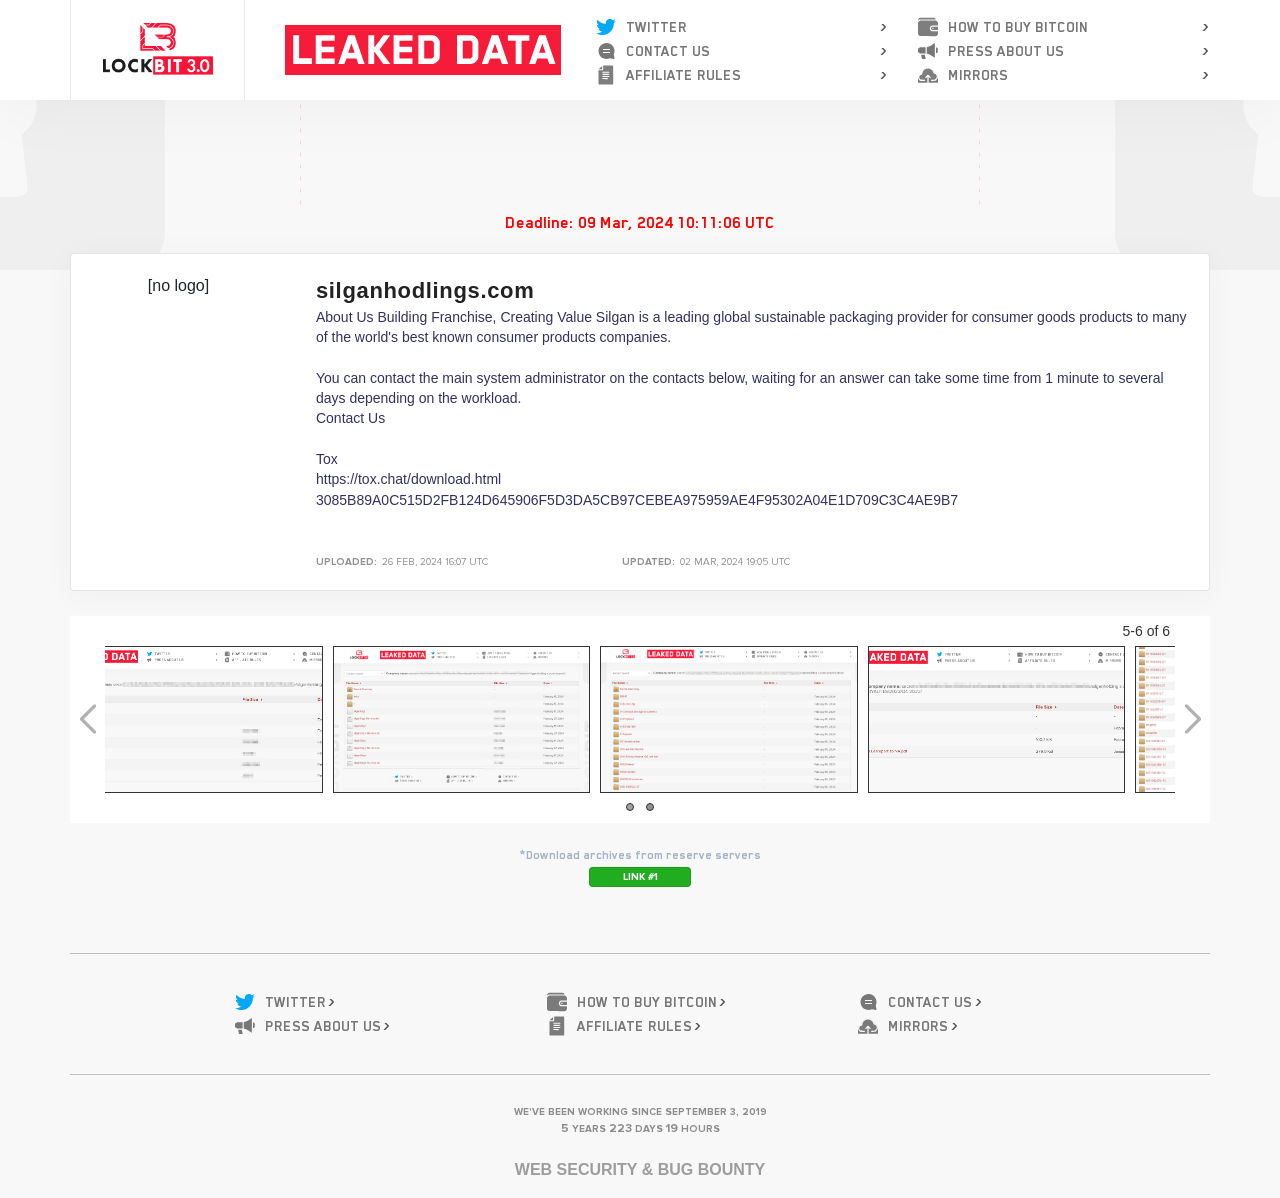 LOCKBIT 3.0
LEAKED DATA
TWITTER
CONTACT US
AFFILIATE RULES
HOW TO BUY BITCOIN
PRESS ABOUT US
MIRRORS
Deadline: 09 Mar, 2024 10:11:06 UTC
[no logo]
silganhodlings.com
About Us Building Franchise, Creating Value Silgan is a leading global sustainable packaging provider for consumer goods products to many
of the world's best known consumer products companies.
You can contact the main system administrator on the contacts below, waiting for an answer can take some time from 1 minute to several
days depending on the workload.
Contact Us
Tox
https://tox.chat/download.html
3085B89A0C515D2FB124D645906F5D3DA5CB97CEBEA975959AE4F95302A04E1D709C3C4AE9B7
UPLOADED: 26 FEB, 2024 16:07 UTC
UPDATED: 02 MAR, 2024 19:05 UTC
5-6 of 6
*Download archives from reserve servers
LINK #1
TWITTER
HOW TO BUY BITCOIN
CONTACT US
PRESS ABOUT US
AFFILIATE RULES
MIRRORS
WE'VE BEEN WORKING SINCE SEPTEMBER 3, 2019
5 YEARS 223 DAYS 19 HOURS
WEB SECURITY & BUG BOUNTY